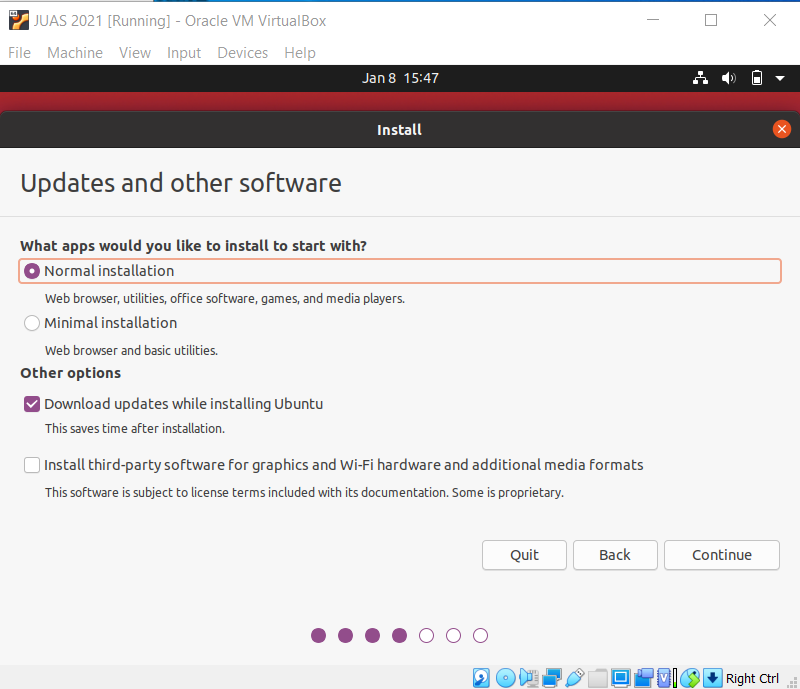 JUAS 2021 [Running] - Oracle VM VirtualBox
File Machine View Input Devices Help
Jan 8 15:47
Install
Updates and other software
What apps would you like to install to start with?
Normal installation
Web browser, utilities, office software, games, and media players.
Minimal installation
Web browser and basic utilities.
Other options
Download updates while installing Ubuntu
This saves time after installation.
Install third-party software for graphics and Wi-Fi hardware and additional media formats
This software is subject to license terms included with its documentation. Some is proprietary.
Quit Back Continue
Right Ctrl